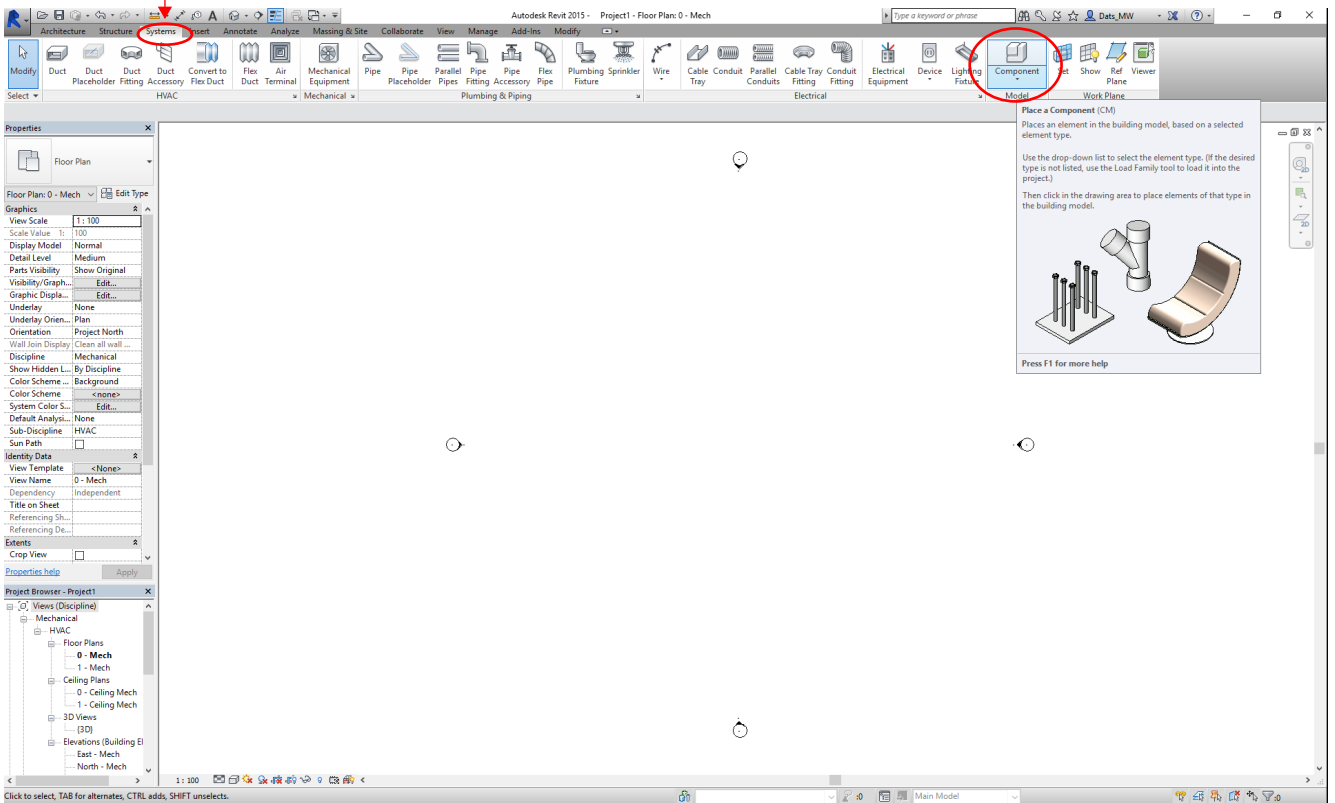 Autodesk Revit 2015 - Project1 - Floor Plan: 0 - Mech
Type a keyword or phrase
Dats_MW
Architecture Structure Systems Insert Annotate Analyze Massing & Site Collaborate View Manage Add-Ins Modify
Modify Duct Duct Placeholder Duct Fitting Duct Accessory Convert to Flex Duct Flex Duct Air Terminal Mechanical Equipment Pipe Pipe Placeholder Parallel Pipes Pipe Fitting Pipe Accessory Flex Pipe Plumbing Fixture Sprinkler Wire Cable Tray Conduit Parallel Conduits Cable Tray Fitting Conduit Fitting Electrical Equipment Device Lighting Fixture Component Set Show Ref Plane Viewer
Select HVAC Mechanical Plumbing & Piping Electrical Model Work Plane
Place a Component (CM)
Places an element in the building model, based on a selected
element type.
Use the drop-down list to select the element type. (If the desired
type is not listed, use the Load Family tool to load it into the
project.)
Then click in the drawing area to place elements of that type in
the building model.
Press F1 for more help
2D
2D
Properties
Floor Plan
Floor Plan: 0 - Mech Edit Type
Graphics
View Scale 1 : 100
Scale Value 1: 100
Display Model Normal
Detail Level Medium
Parts Visibility Show Original
Visibility/Graph... Edit...
Graphic Displa... Edit...
Underlay None
Underlay Orien... Plan
Orientation Project North
Wall Join Display Clean all wall ...
Discipline Mechanical
Show Hidden L... By Discipline
Color Scheme ... Background
Color Scheme <none>
System Color S... Edit...
Default Analysi... None
Sub-Discipline HVAC
Sun Path
Identity Data
View Template <None>
View Name 0 - Mech
Dependency Independent
Title on Sheet
Referencing Sh...
Referencing De...
Extents
Crop View
Properties help Apply
Project Browser - Project1
Views (Discipline)
Mechanical
HVAC
Floor Plans
0 - Mech
1 - Mech
Ceiling Plans
0 - Ceiling Mech
1 - Ceiling Mech
3D Views
{3D}
Elevations (Building El
East - Mech
North - Mech
1 : 100
Click to select, TAB for alternates, CTRL adds, SHIFT unselects.
:0
Main Model
:0